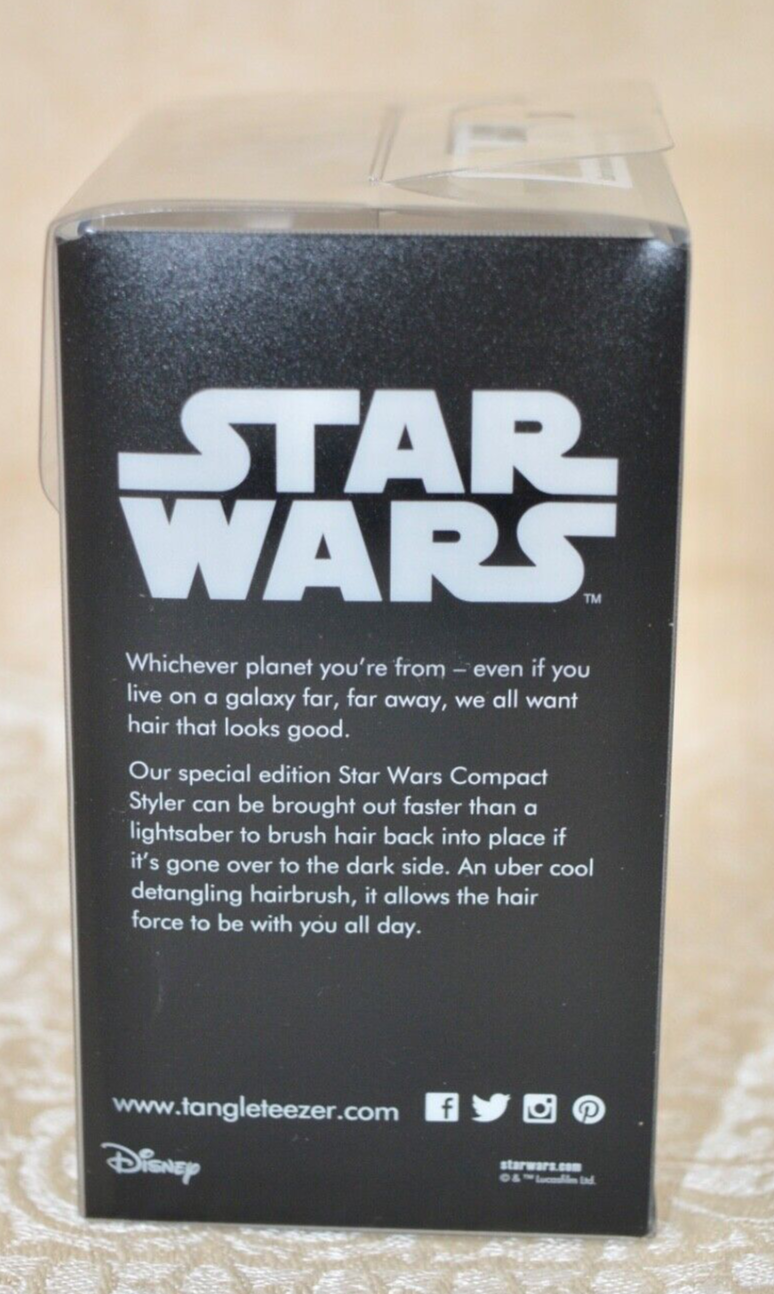 STAR
WARS
TM
Whichever planet you're from – even if you
live on a galaxy far, far away, we all want
hair that looks good.
Our special edition Star Wars Compact
Styler can be brought out faster than a
lightsaber to brush hair back into place if
it's gone over to the dark side. An uber cool
detangling hairbrush, it allows the hair
force to be with you all day.
www.tangleteezer.com
Disney
starwars.com
© & ™ Lucasfilm Ltd.